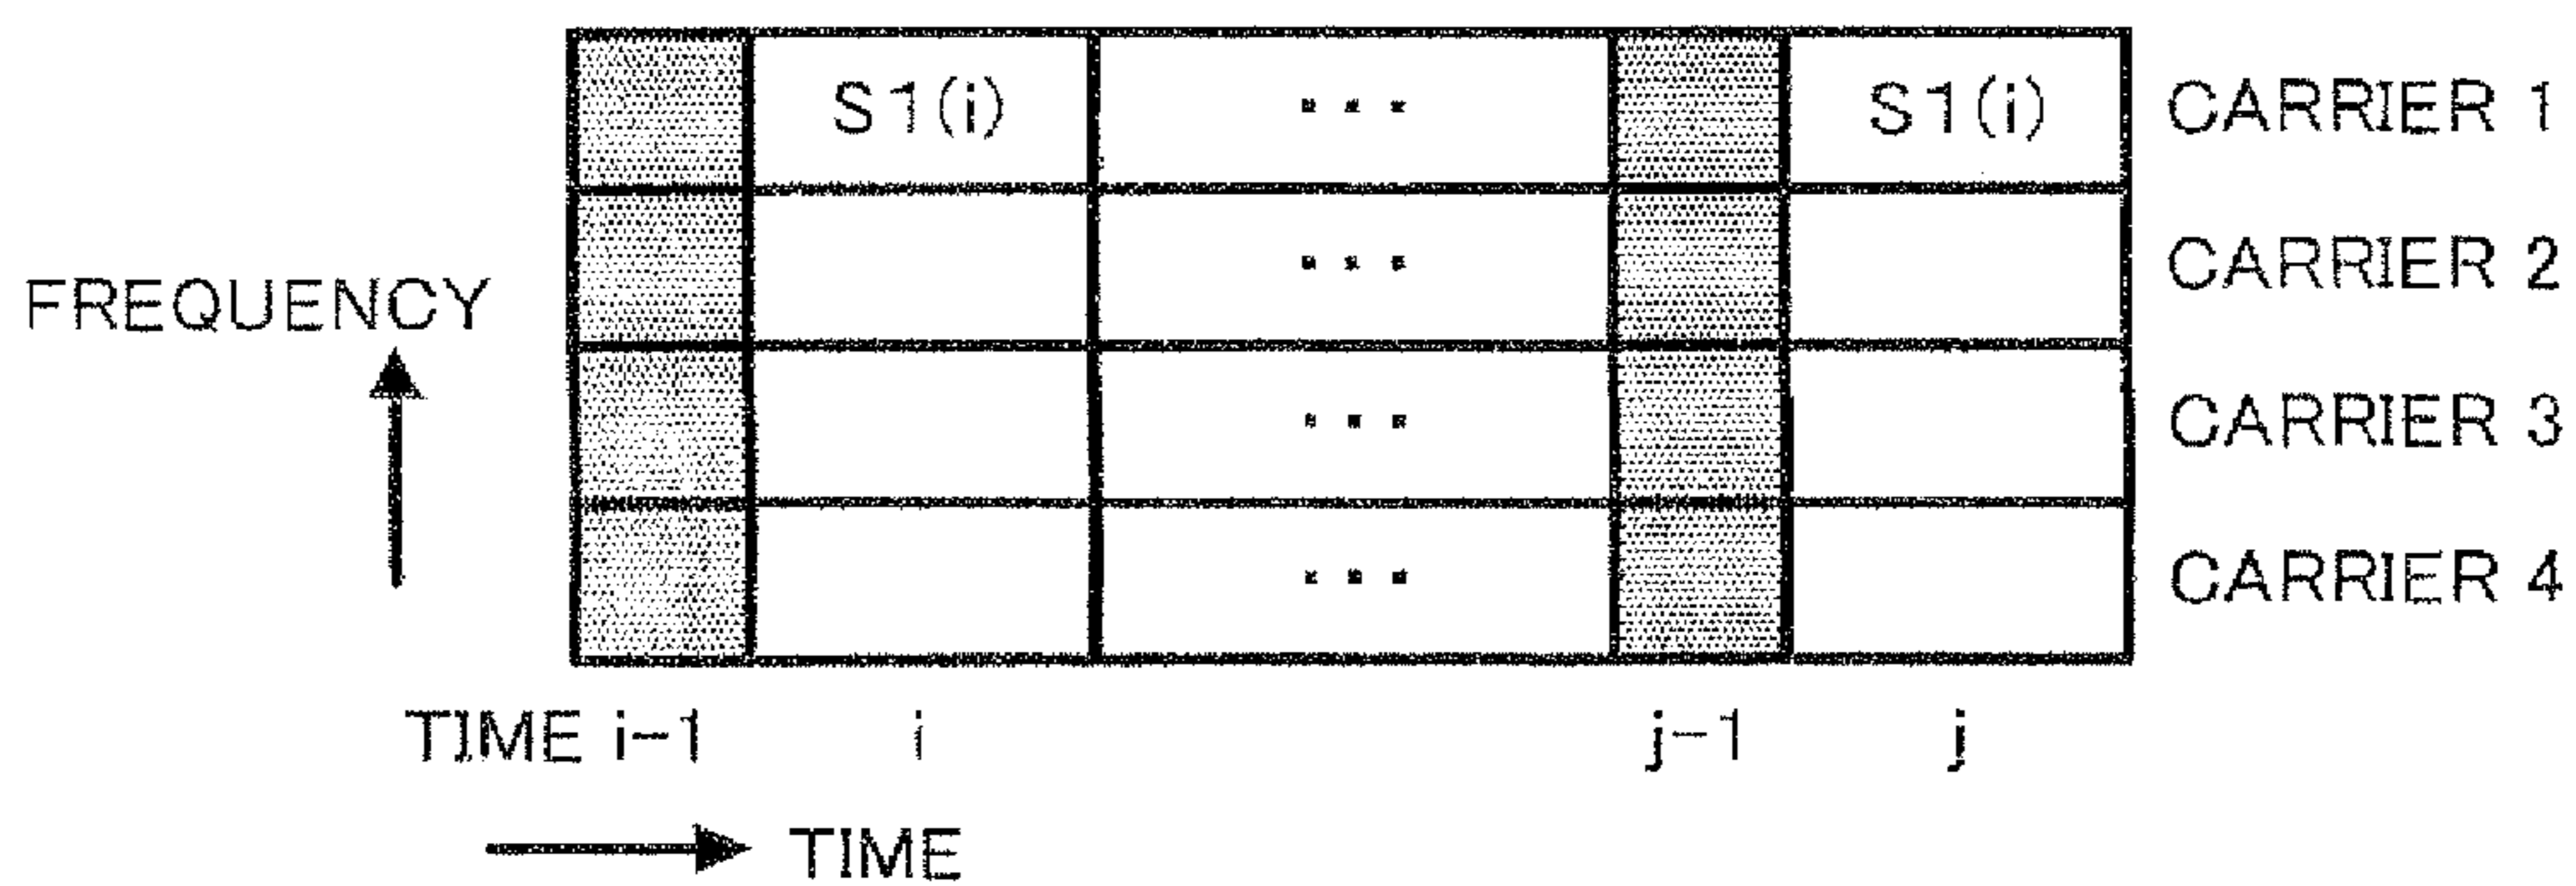 S1(i) ... ... S1(i) CARRIER 1
... CARRIER 2
FREQUENCY
... CARRIER 3
... CARRIER 4
TIME i-1 i j-1 j
TIME